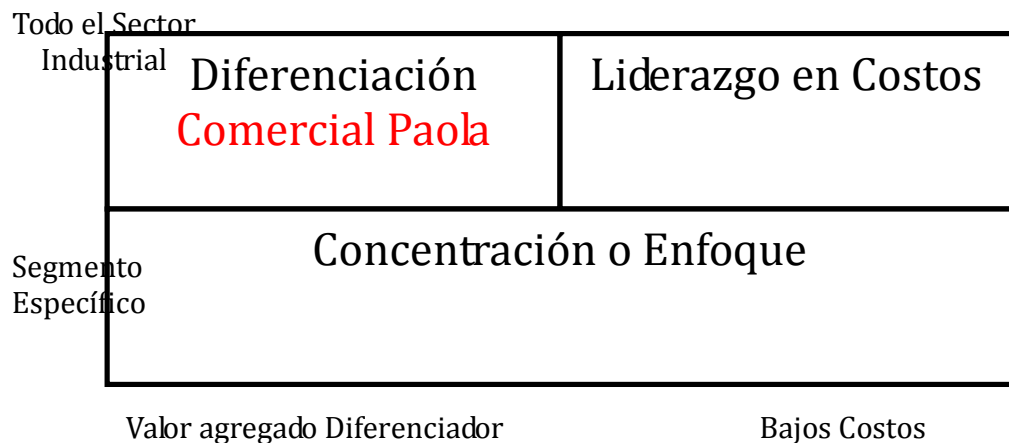 Todo el Sector
Industrial
Diferenciación
Comercial Paola
Liderazgo en Costos
Segmento
Específico
Concentración o Enfoque
Valor agregado Diferenciador
Bajos Costos